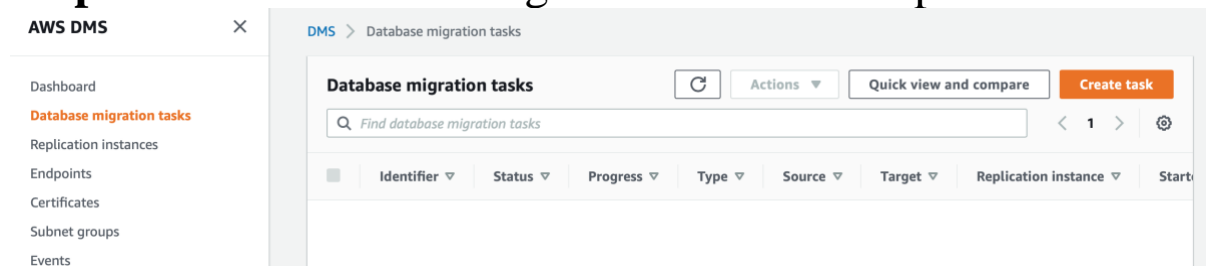 AWS DMS
DMS > Database migration tasks
Dashboard
Database migration tasks
Replication instances
Endpoints
Certificates
Subnet groups
Events
Database migration tasks
Actions
Quick view and compare
Create task
Find database migration tasks
1
Identifier Status Progress Type Source Target Replication instance